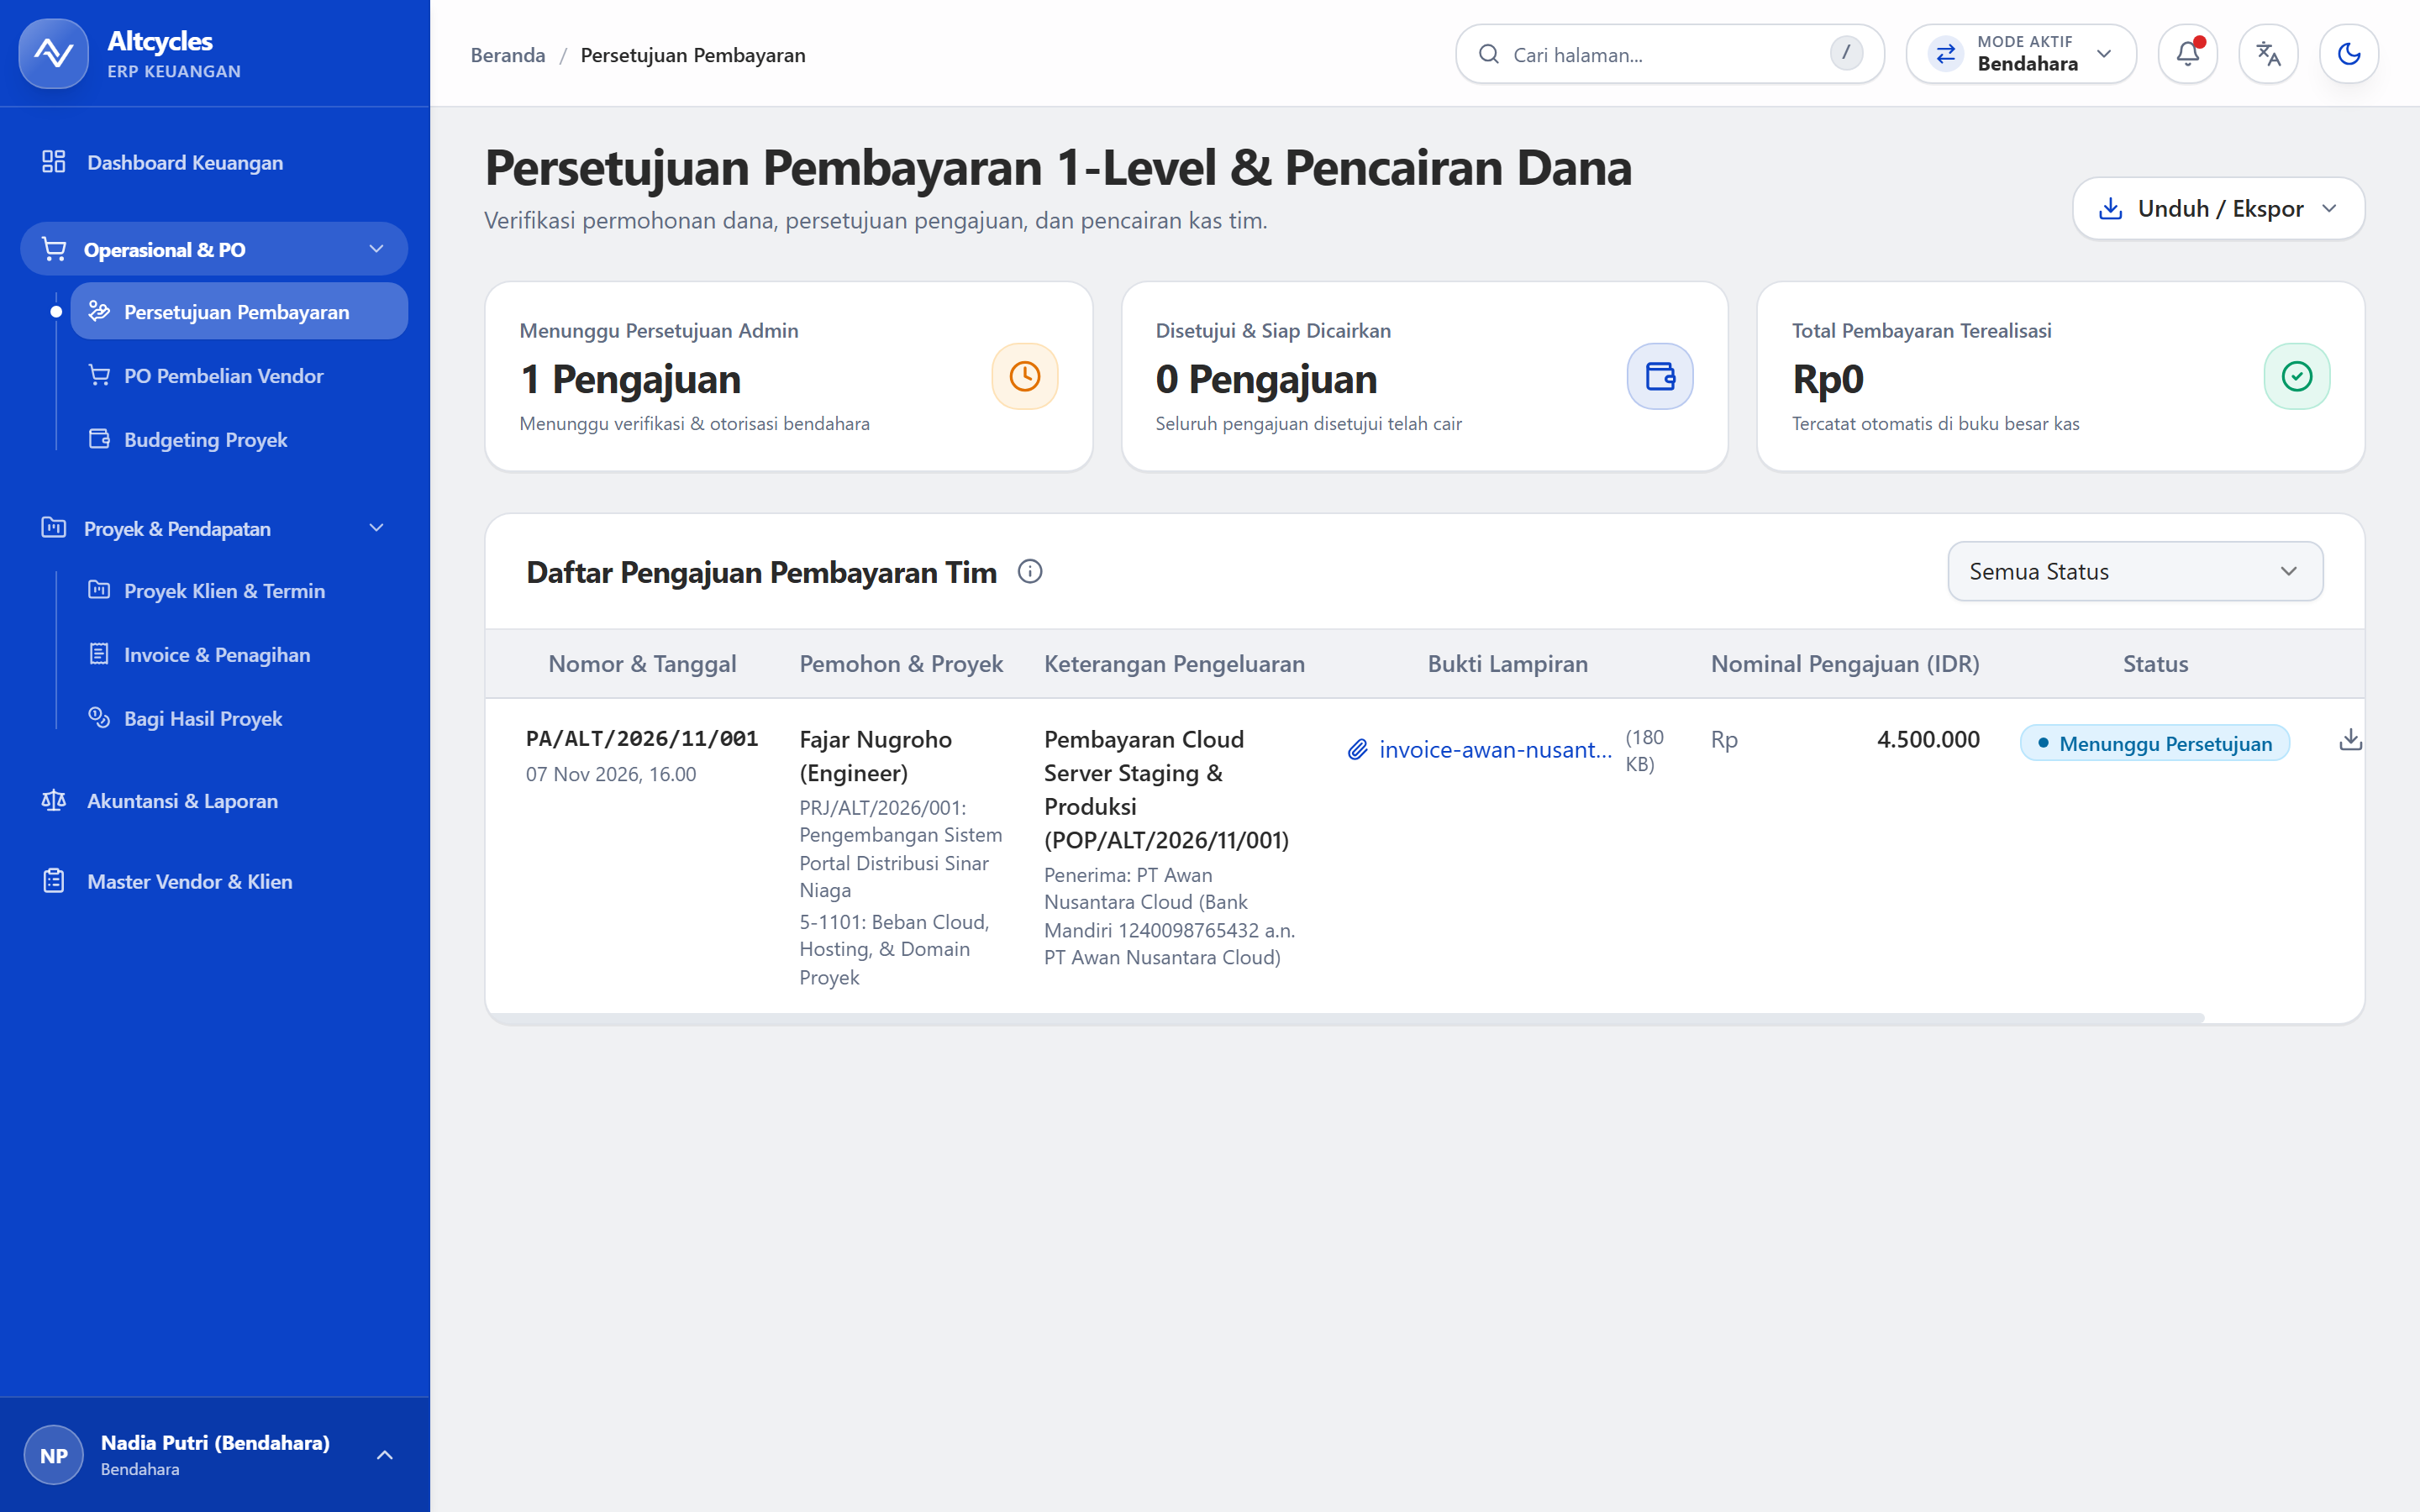 Altcycles
ERP KEUANGAN
Dashboard Keuangan
Operasional & PO
Persetujuan Pembayaran
PO Pembelian Vendor
Budgeting Proyek
Proyek & Pendapatan
Proyek Klien & Termin
Invoice & Penagihan
Bagi Hasil Proyek
Akuntansi & Laporan
Master Vendor & Klien
NP
Nadia Putri (Bendahara)
Bendahara
Beranda / Persetujuan Pembayaran
Cari halaman... /
MODE AKTIF
Bendahara
Persetujuan Pembayaran 1-Level & Pencairan Dana
Verifikasi permohonan dana, persetujuan pengajuan, dan pencairan kas tim.
Unduh / Ekspor
Menunggu Persetujuan Admin
1 Pengajuan
Menunggu verifikasi & otorisasi bendahara
Disetujui & Siap Dicairkan
0 Pengajuan
Seluruh pengajuan disetujui telah cair
Total Pembayaran Terealisasi
Rp0
Tercatat otomatis di buku besar kas
Daftar Pengajuan Pembayaran Tim
Semua Status
Nomor & Tanggal Pemohon & Proyek Keterangan Pengeluaran Bukti Lampiran Nominal Pengajuan (IDR) Status
PA/ALT/2026/11/001
07 Nov 2026, 16.00
Fajar Nugroho
(Engineer)
PRJ/ALT/2026/001:
Pengembangan Sistem
Portal Distribusi Sinar
Niaga
5-1101: Beban Cloud,
Hosting, & Domain
Proyek
Pembayaran Cloud
Server Staging &
Produksi
(POP/ALT/2026/11/001)
Penerima: PT Awan
Nusantara Cloud (Bank
Mandiri 1240098765432 a.n.
PT Awan Nusantara Cloud)
invoice-awan-nusant...
(180
KB)
Rp 4.500.000
Menunggu Persetujuan